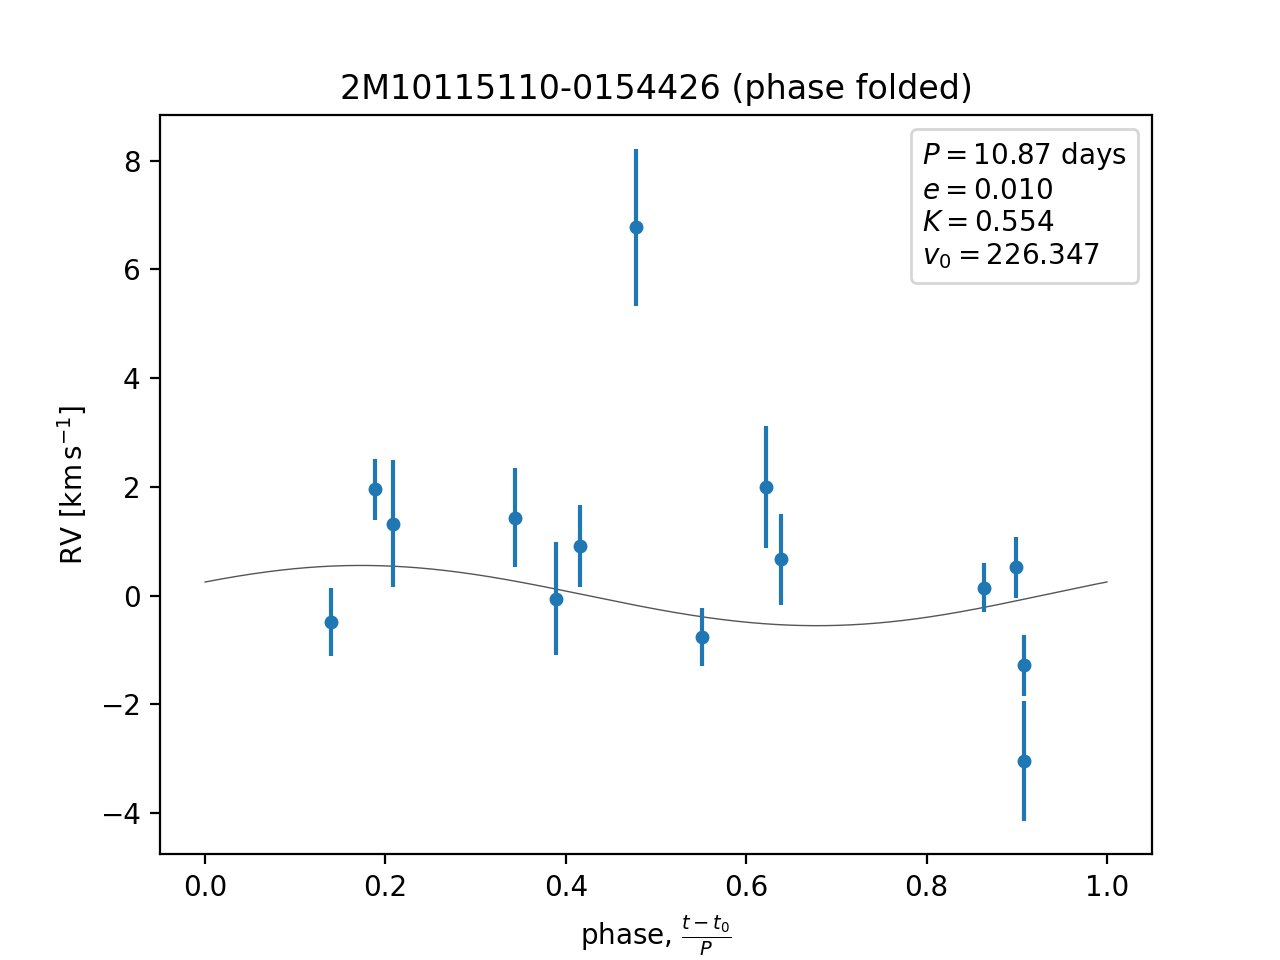 2M10115110-0154426 (phase folded)
P = 10.87 days
e = 0.010
K = 0.554
v₀ = 226.347
8
6
4
2
0
−2
−4
RV [km s⁻¹]
0.0 0.2 0.4 0.6 0.8 1.0
phase, (t − t₀)/P